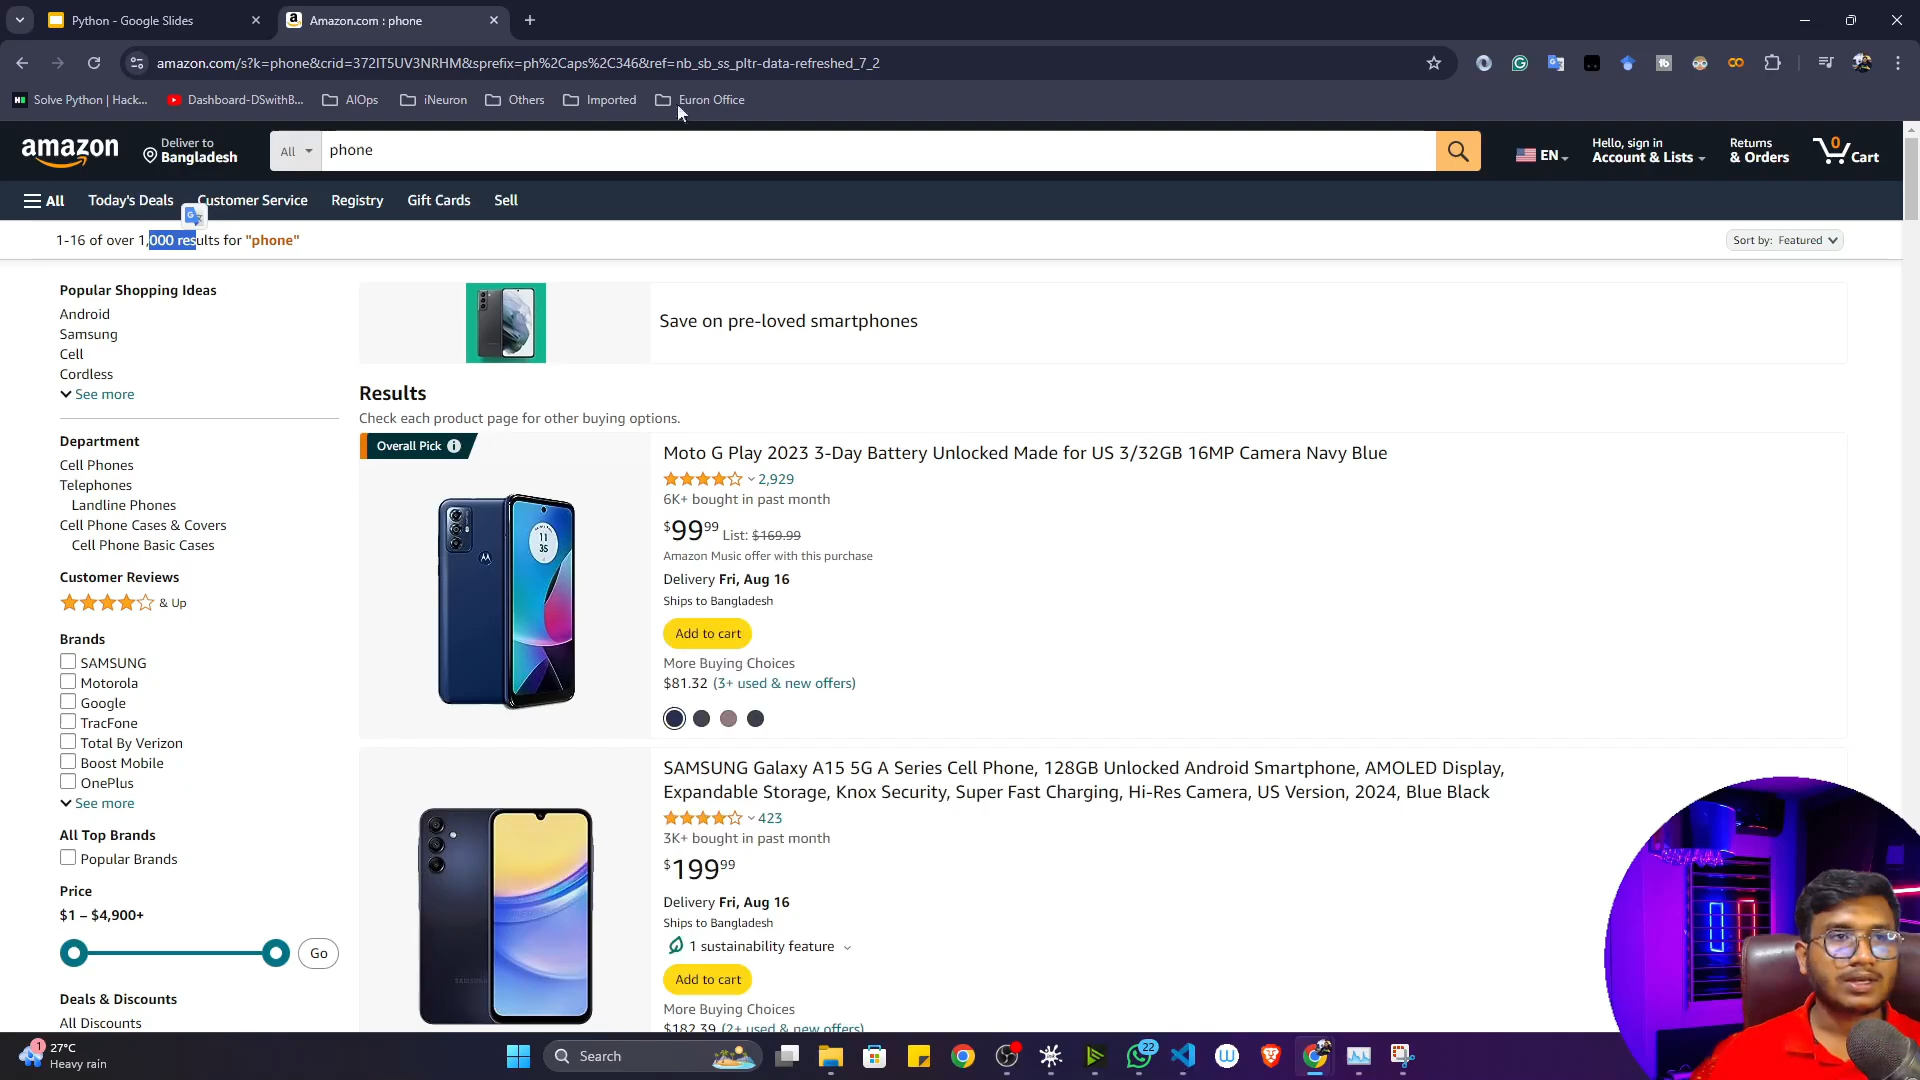 Python - Google Slides
Amazon.com : phone
amazon.com/s?k=phone&crid=372IT5UV3NRHM&sprefix=ph%2Caps%2C346&ref=nb_sb_ss_pltr-data-refreshed_7_2
Solve Python | Hack...
Dashboard-DSwithB...
AIOps
iNeuron
Others
Imported
Euron Office
amazon
Deliver to
Bangladesh
All
phone
EN
Hello, sign in
Account & Lists
Returns
& Orders
0
Cart
All
Today's Deals
Customer Service
Registry
Gift Cards
Sell
1-16 of over 1,000 results for "phone"
Sort by: Featured
Popular Shopping Ideas
Android
Samsung
Cell
Cordless
See more
Department
Cell Phones
Telephones
Landline Phones
Cell Phone Cases & Covers
Cell Phone Basic Cases
Customer Reviews
& Up
Brands
SAMSUNG
Motorola
Google
TracFone
Total By Verizon
Boost Mobile
OnePlus
See more
All Top Brands
Popular Brands
Price
$1 – $4,900+
Go
Deals & Discounts
All Discounts
Save on pre-loved smartphones
Results
Check each product page for other buying options.
Overall Pick
11
35
Moto G Play 2023 3-Day Battery Unlocked Made for US 3/32GB 16MP Camera Navy Blue
2,929
6K+ bought in past month
$99 99 List: $169.99
Amazon Music offer with this purchase
Delivery Fri, Aug 16
Ships to Bangladesh
Add to cart
More Buying Choices
$81.32 (3+ used & new offers)
SAMSUNG Galaxy A15 5G A Series Cell Phone, 128GB Unlocked Android Smartphone, AMOLED Display,
Expandable Storage, Knox Security, Super Fast Charging, Hi-Res Camera, US Version, 2024, Blue Black
423
3K+ bought in past month
$199 99
Delivery Fri, Aug 16
Ships to Bangladesh
1 sustainability feature
Add to cart
More Buying Choices
$182.39 (2+ used & new offers)
1
27°C
Heavy rain
Search
22